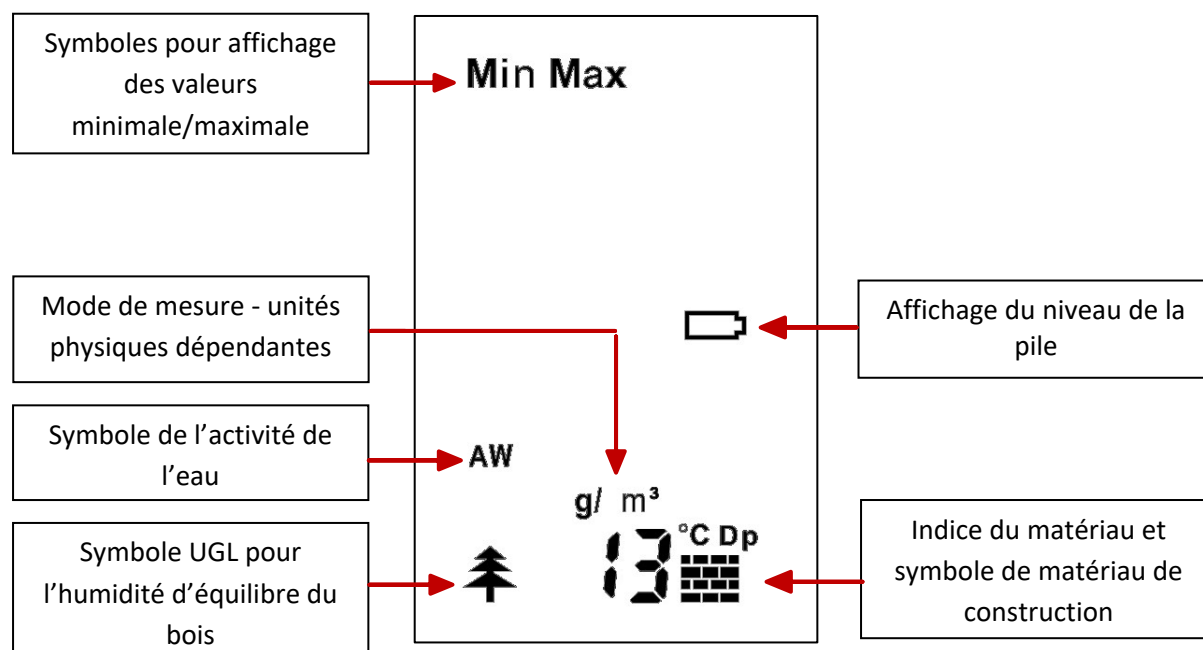 Symboles pour affichage
des valeurs
minimale/maximale
Min Max
Mode de mesure - unités
physiques dépendantes
Affichage du niveau de la
pile
Symbole de l’activité de
l’eau
AW
g/ m³
°C Dp
13
Symbole UGL pour
l’humidité d’équilibre du
bois
Indice du matériau et
symbole de matériau de
construction